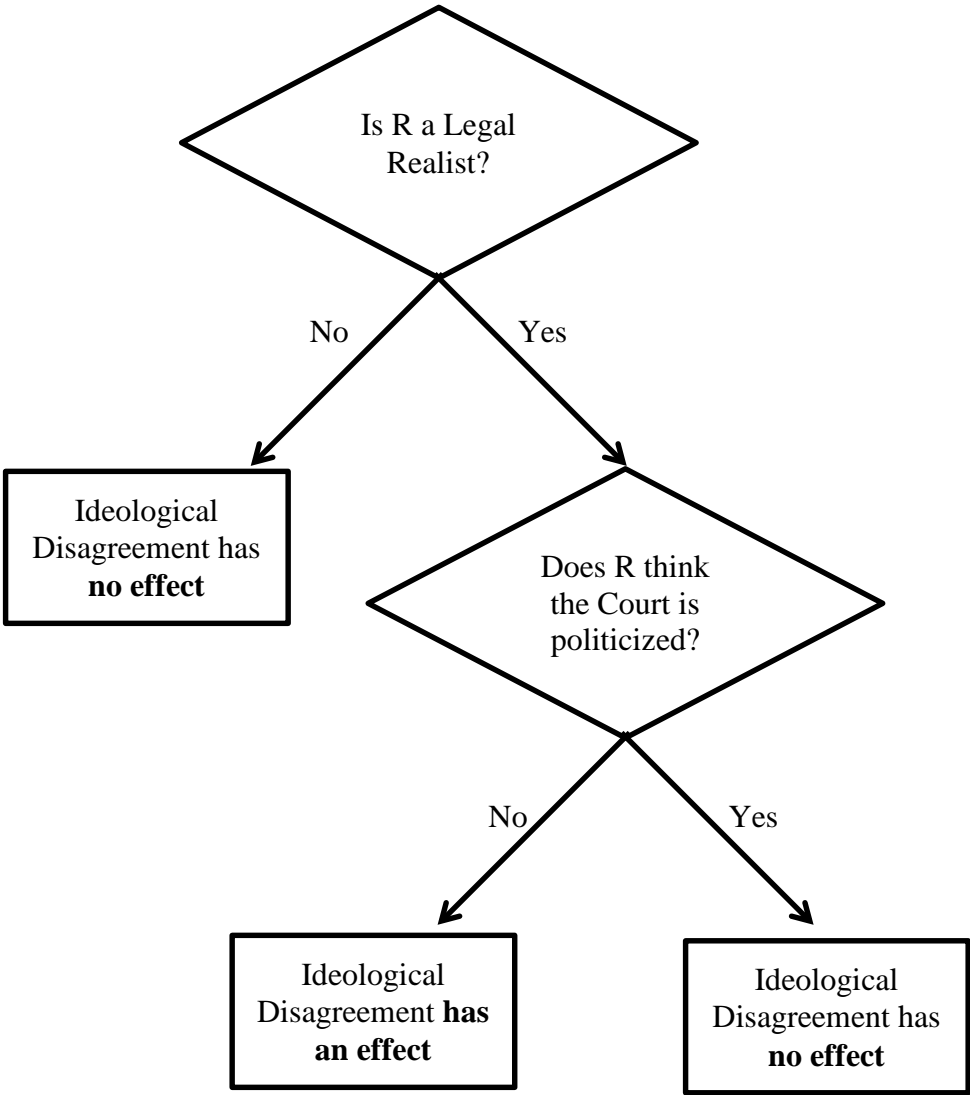 Is R a Legal
Realist?
No
Yes
Ideological
Disagreement has
no effect
Does R think
the Court is
politicized?
No
Yes
Ideological
Disagreement has
an effect
Ideological
Disagreement has
no effect